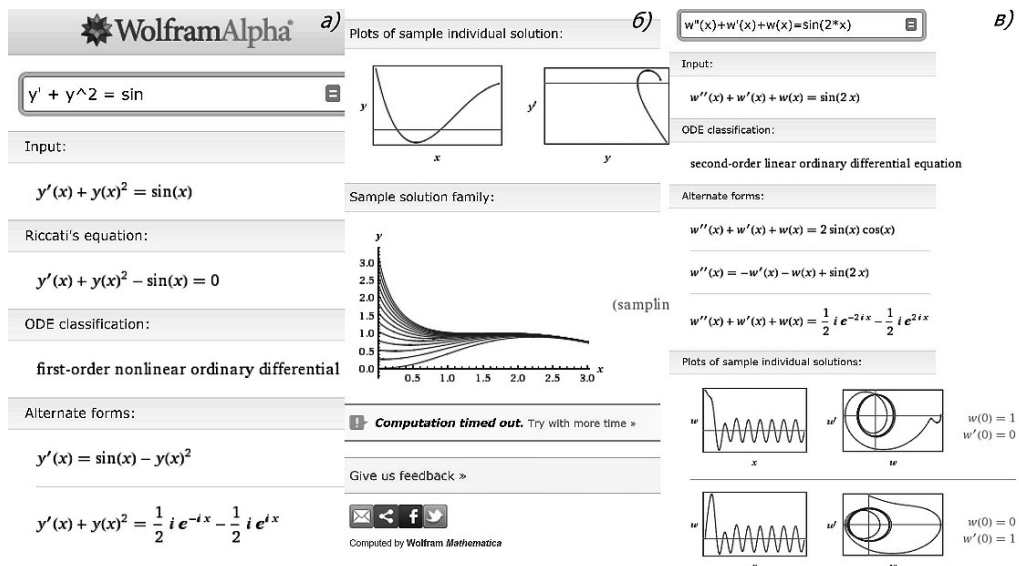 а)
WolframAlpha
y' + y^2 = sin
Input:
y′(x) + y(x)² = sin(x)
Riccati's equation:
y′(x) + y(x)² − sin(x) = 0
ODE classification:
first-order nonlinear ordinary differential
Alternate forms:
y′(x) = sin(x) − y(x)²
y′(x) + y(x)² = 1/2 i e^(−i x) − 1/2 i e^(i x)
б)
Plots of sample individual solution:
y
x
y′
y
Sample solution family:
y
3.0
2.5
2.0
1.5
1.0
0.5
0.0
0.5 1.0 1.5 2.0 2.5 3.0 x
(samplin
Computation timed out. Try with more time »
Give us feedback »
Computed by Wolfram Mathematica
в)
w"(x)+w'(x)+w(x)=sin(2*x)
Input:
w′′(x) + w′(x) + w(x) = sin(2 x)
ODE classification:
second-order linear ordinary differential equation
Alternate forms:
w′′(x) + w′(x) + w(x) = 2 sin(x) cos(x)
w′′(x) = −w′(x) − w(x) + sin(2 x)
w′′(x) + w′(x) + w(x) = 1/2 i e^(−2 i x) − 1/2 i e^(2 i x)
Plots of sample individual solutions:
w
x
w′
w
w(0) = 1
w′(0) = 0
w
w′
w(0) = 0
w′(0) = 1